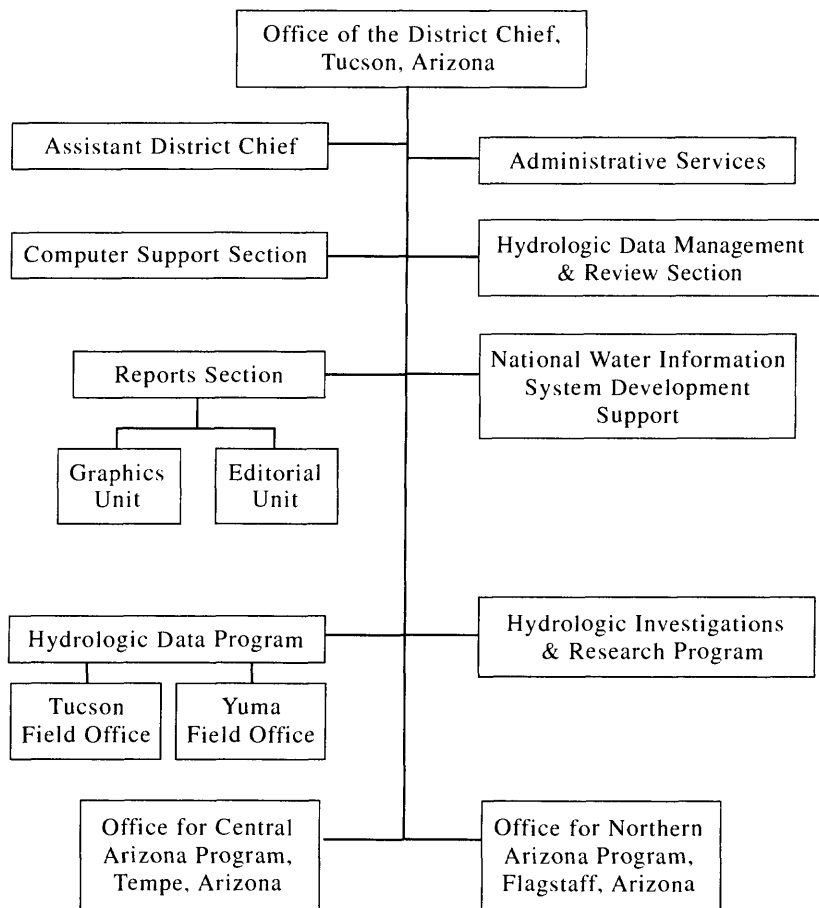 Office of the District Chief,
Tucson, Arizona
Assistant District Chief
Administrative Services
Computer Support Section
Hydrologic Data Management
& Review Section
Reports Section
National Water Information
System Development
Support
Graphics
Unit
Editorial
Unit
Hydrologic Data Program
Hydrologic Investigations
& Research Program
Tucson
Field Office
Yuma
Field Office
Office for Central
Arizona Program,
Tempe, Arizona
Office for Northern
Arizona Program,
Flagstaff, Arizona